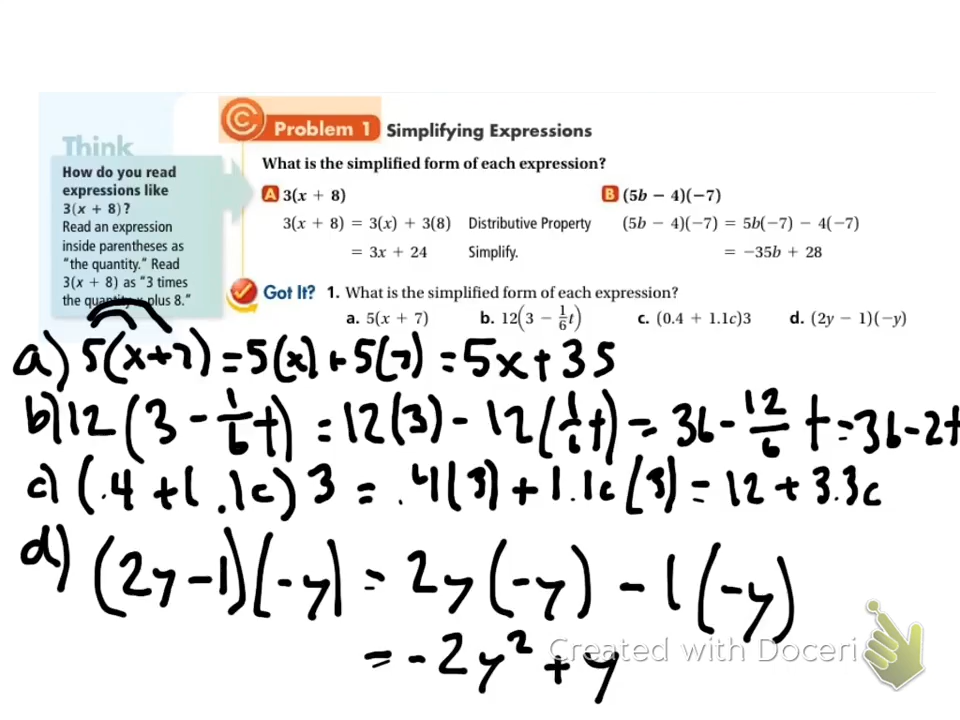 Problem 1 Simplifying Expressions
Think
How do you read
expressions like
3(x + 8)?
Read an expression
inside parentheses as
"the quantity." Read
3(x + 8) as "3 times
the quantity x plus 8."
What is the simplified form of each expression?
A 3(x + 8)
3(x + 8) = 3(x) + 3(8) Distributive Property
= 3x + 24 Simplify.
B (5b − 4)(−7)
(5b − 4)(−7) = 5b(−7) − 4(−7)
= −35b + 28
Got It? 1. What is the simplified form of each expression?
a. 5(x + 7) b. 12(3 − 1/6 t) c. (0.4 + 1.1c)3 d. (2y − 1)(−y)
a) 5(x+7) = 5(x) + 5(7) = 5x + 35
b) 12(3 − 1/6 t) = 12(3) − 12(1/6 t) = 36 − 12/6 t = 36 − 2t
c) (.4 + 1.1c)3 = .4(3) + 1.1c(3) = 12 + 3.3c
d) (2y − 1)(−y) = 2y(−y) − 1(−y)
= −2y² + y
Created with Doceri